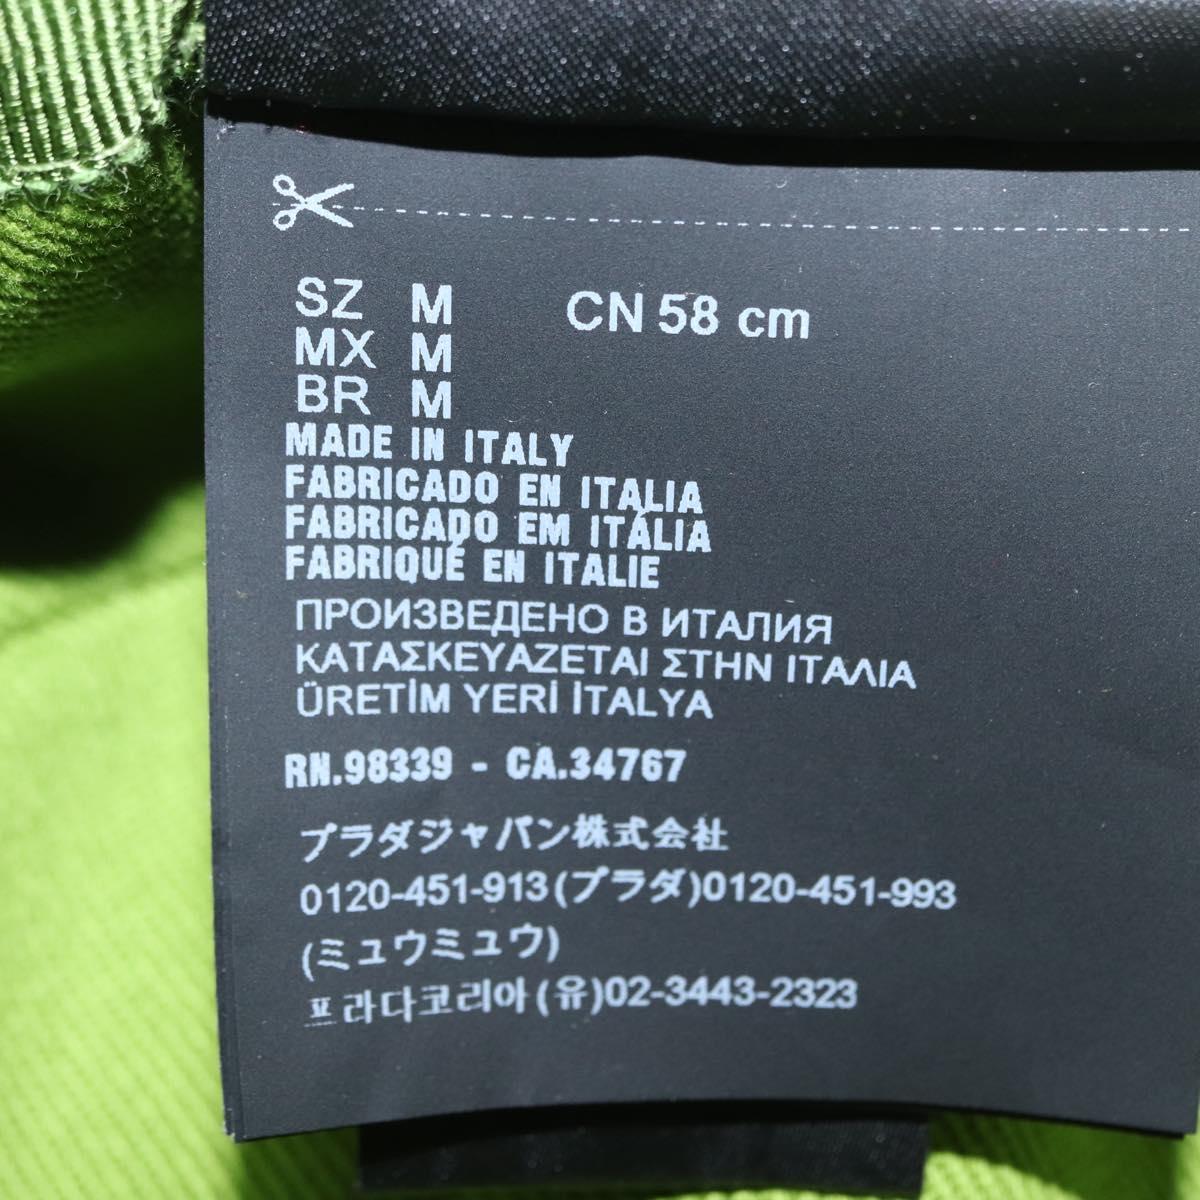 SZ M CN 58 cm
MX M
BR M
MADE IN ITALY
FABRICADO EN ITALIA
FABRICADO EM ITÁLIA
FABRIQUÉ EN ITALIE
ПРОИЗВЕДЕНО В ИТАЛИЯ
ΚΑΤΑΣΚΕΥΑΖΕΤΑΙ ΣΤΗΝ ΙΤΑΛΙΑ
ÜRETİM YERİ İTALYA
RN.98339 - CA.34767
プラダジャパン株式会社
0120-451-913(プラダ)0120-451-993
(ミュウミュウ)
프라다코리아(유)02-3443-2323